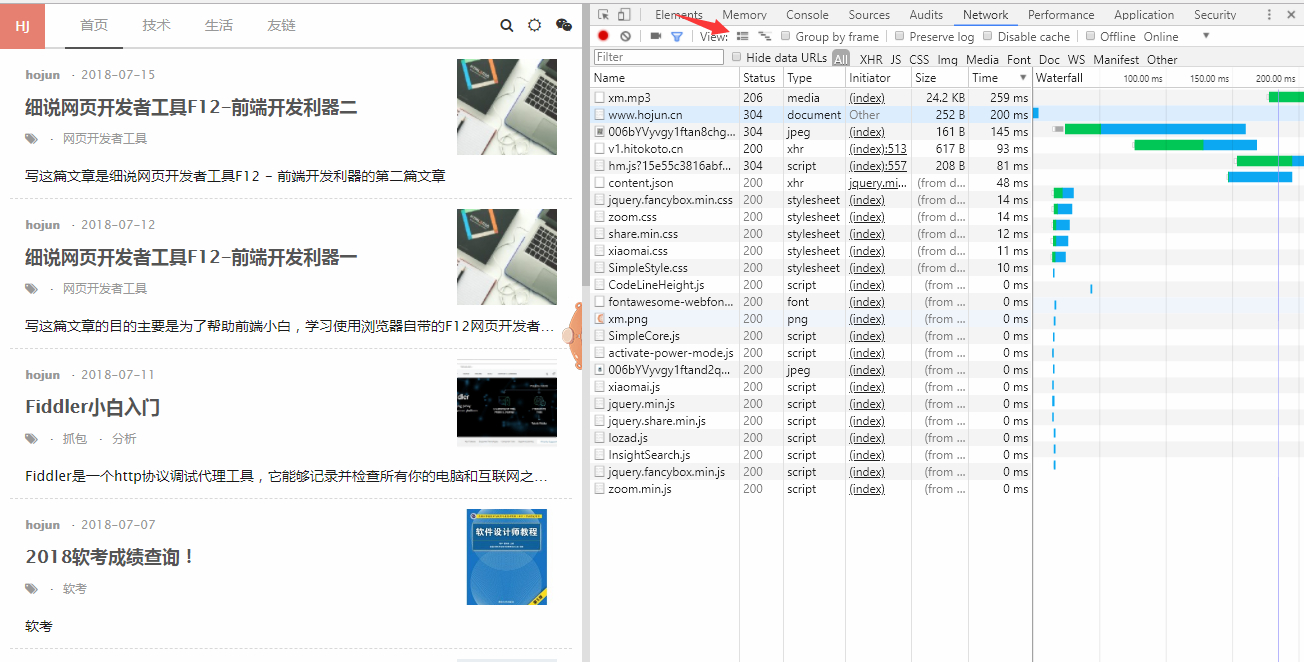 HJ 首页 技术 生活 友链
hojun · 2018-07-15
细说网页开发者工具F12-前端开发利器二
· 网页开发者工具
写这篇文章是细说网页开发者工具F12 - 前端开发利器的第二篇文章
hojun · 2018-07-12
细说网页开发者工具F12-前端开发利器一
· 网页开发者工具
写这篇文章的目的主要是为了帮助前端小白，学习使用浏览器自带的F12网页开发者...
hojun · 2018-07-11
Fiddler小白入门
· 抓包 · 分析
Fiddler是一个http协议调试代理工具，它能够记录并检查所有你的电脑和互联网之...
hojun · 2018-07-07
2018软考成绩查询！
· 软考
软件设计师教程
软考
Elements Memory Console Sources Audits Network Performance Application Security
View: Group by frame Preserve log Disable cache Offline Online
Filter Hide data URLs All XHR JS CSS Img Media Font Doc WS Manifest Other
Name Status Type Initiator Size Time Waterfall 100.00 ms 150.00 ms 200.00 ms
xm.mp3 206 media (index) 24.2 KB 259 ms
www.hojun.cn 304 document Other 252 B 200 ms
006bYVyvgy1ftan8chg... 304 jpeg (index) 161 B 145 ms
v1.hitokoto.cn 200 xhr (index):513 617 B 93 ms
hm.js?15e55c3816abf... 304 script (index):557 208 B 81 ms
content.json 200 xhr jquery.mi... (from d... 48 ms
jquery.fancybox.min.css 200 stylesheet (index) (from d... 14 ms
zoom.css 200 stylesheet (index) (from d... 14 ms
share.min.css 200 stylesheet (index) (from d... 12 ms
xiaomai.css 200 stylesheet (index) (from d... 11 ms
SimpleStyle.css 200 stylesheet (index) (from d... 10 ms
CodeLineHeight.js 200 script (index) (from ... 0 ms
fontawesome-webfon... 200 font (index) (from ... 0 ms
xm.png 200 png (index) (from ... 0 ms
SimpleCore.js 200 script (index) (from ... 0 ms
activate-power-mode.js 200 script (index) (from ... 0 ms
006bYVyvgy1ftand2q... 200 jpeg (index) (from ... 0 ms
xiaomai.js 200 script (index) (from ... 0 ms
jquery.min.js 200 script (index) (from ... 0 ms
jquery.share.min.js 200 script (index) (from ... 0 ms
lozad.js 200 script (index) (from ... 0 ms
InsightSearch.js 200 script (index) (from ... 0 ms
jquery.fancybox.min.js 200 script (index) (from ... 0 ms
zoom.min.js 200 script (index) (from ... 0 ms